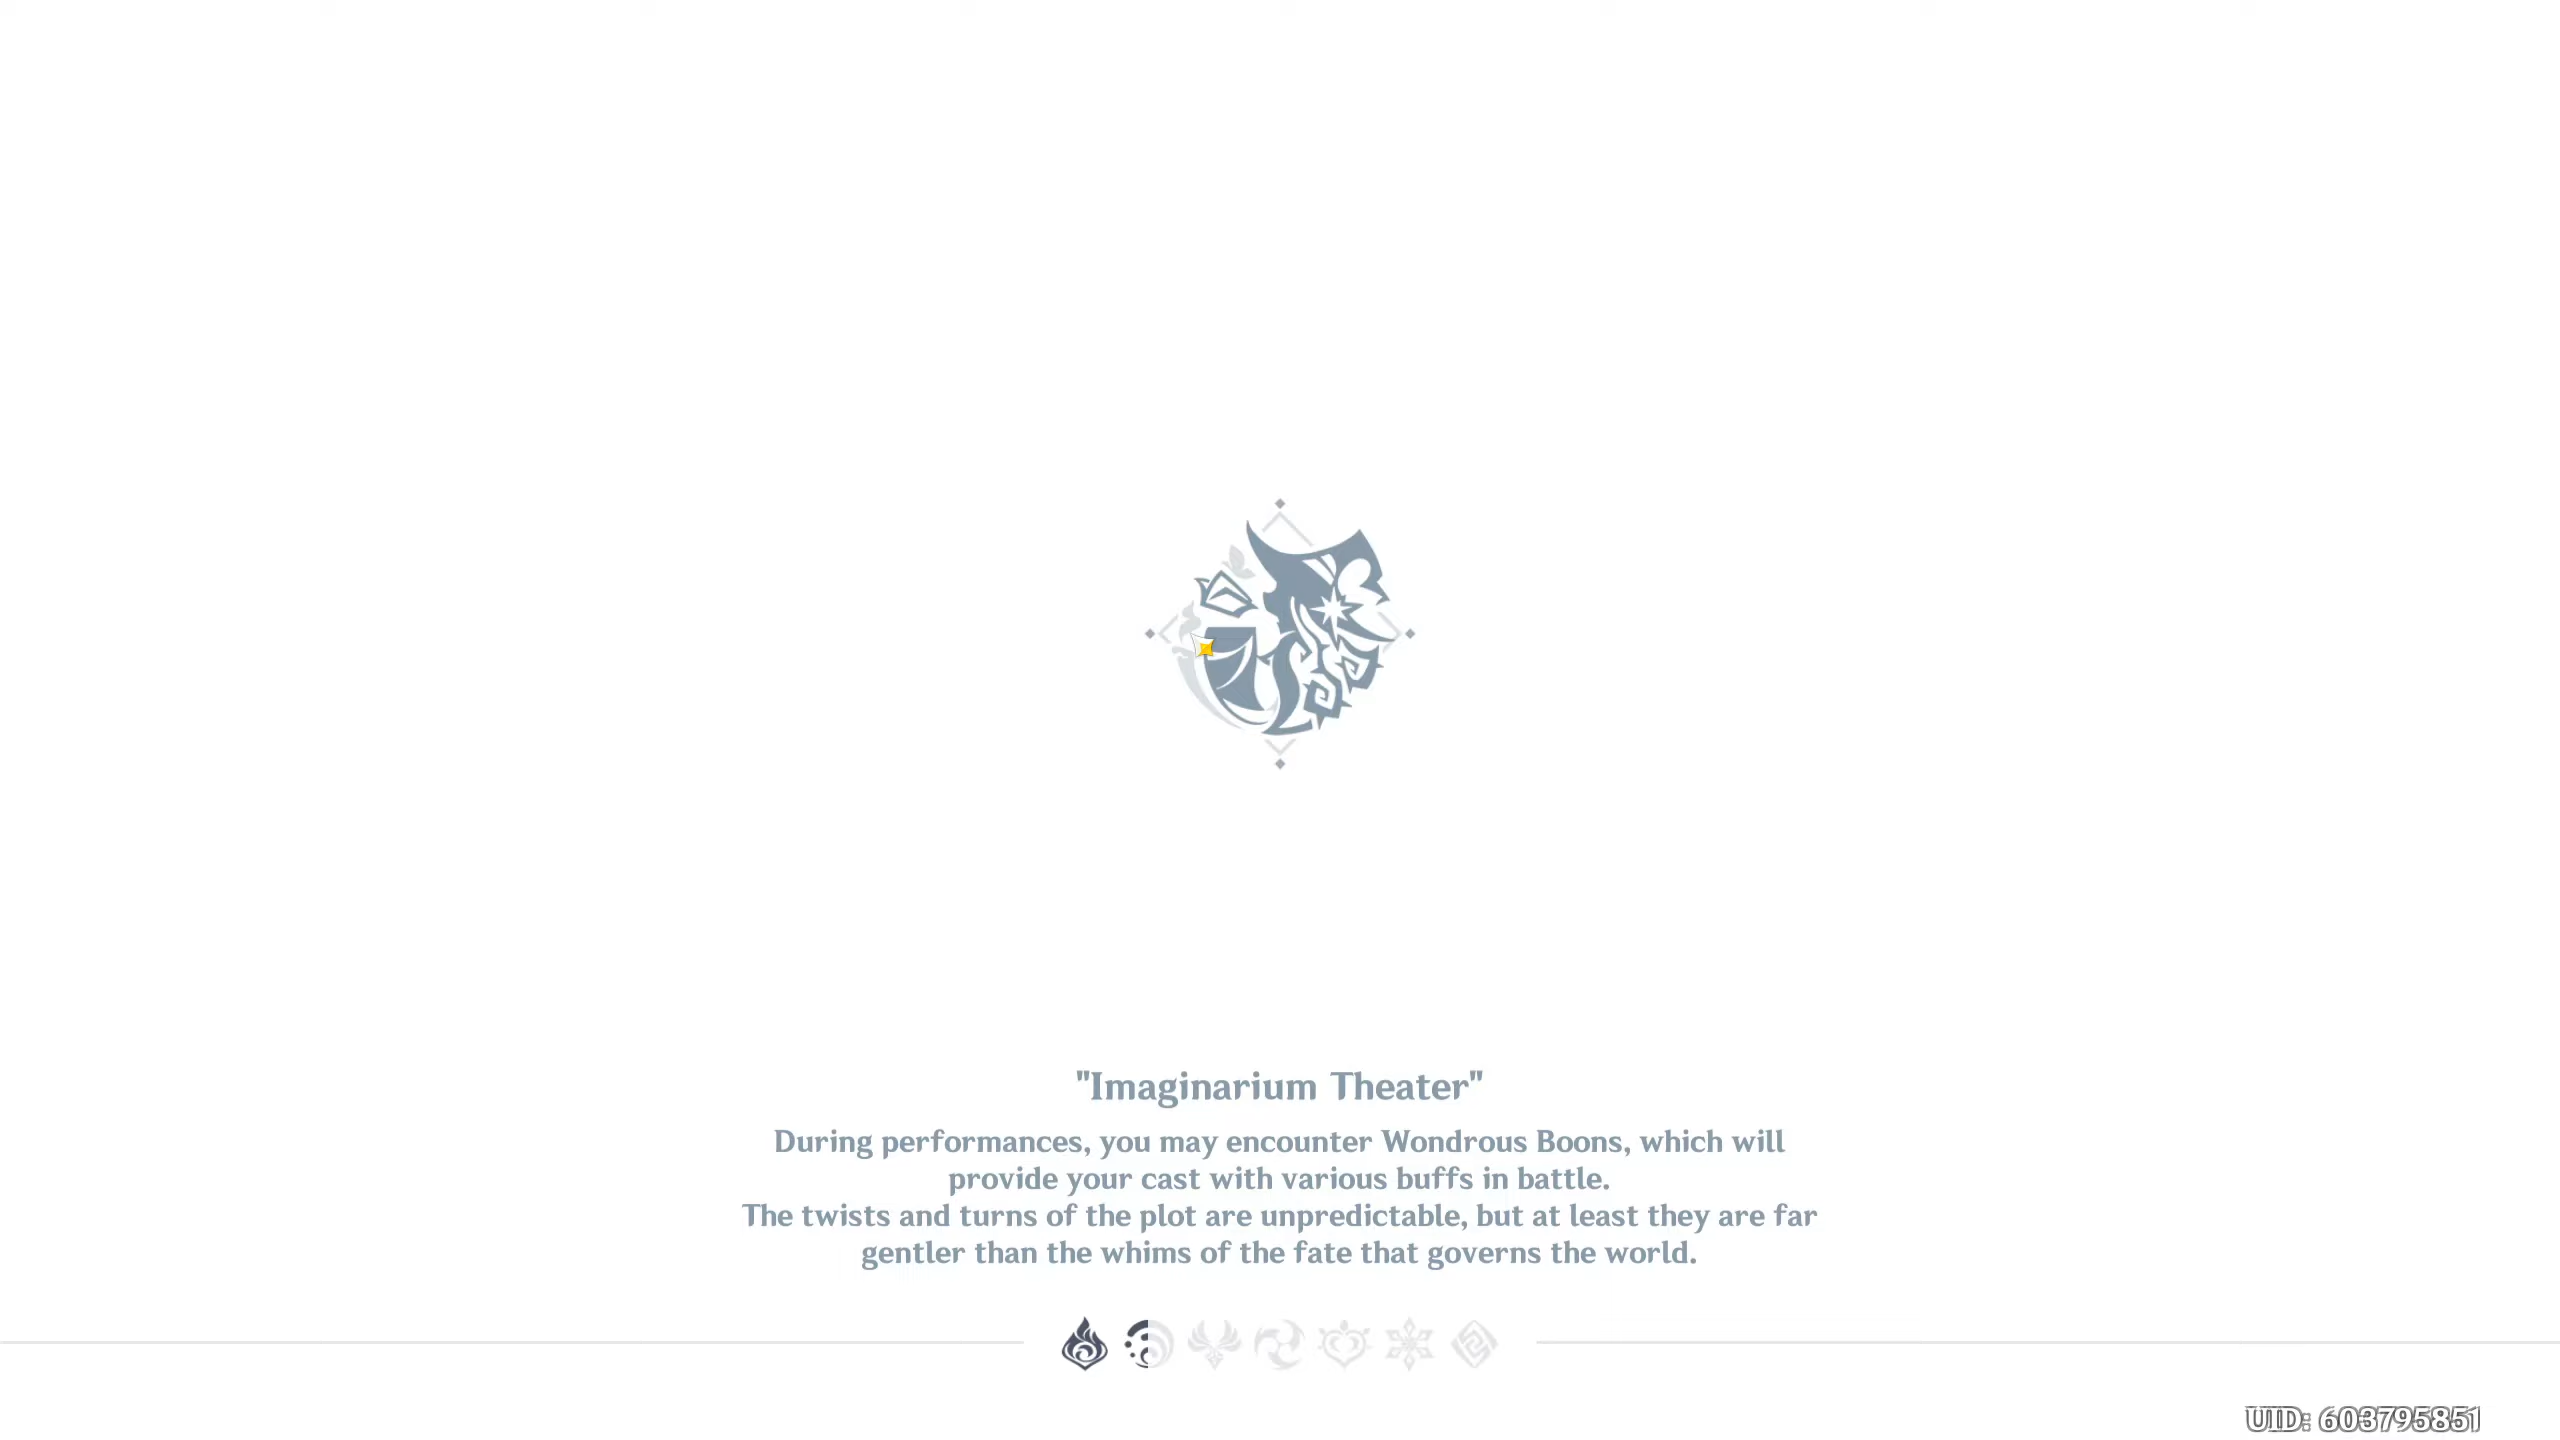 "Imaginarium Theater"
During performances, you may encounter Wondrous Boons, which will
provide your cast with various buffs in battle.
The twists and turns of the plot are unpredictable, but at least they are far
gentler than the whims of the fate that governs the world.
UID: 603795851